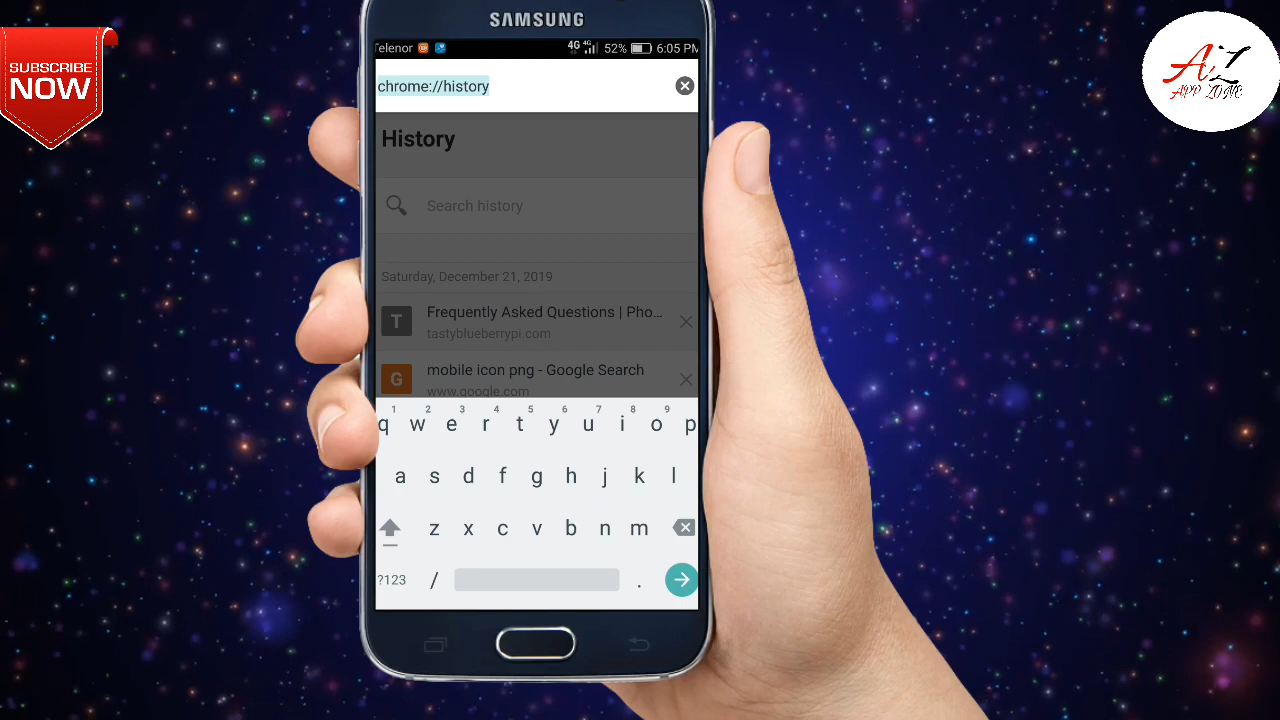 SUBSCRIBE
NOW
SAMSUNG
Telenor 4G 4G 52% 6:05 PM
chrome://history
History
Search history
Saturday, December 21, 2019
T
Frequently Asked Questions | Pho...
tastyblueberrypi.com
G
mobile icon png - Google Search
www.google.com
1 2 3 4 5 6 7 8 9
q w e r t y u i o p
a s d f g h j k l
z x c v b n m
?123 / .
APP ZONE